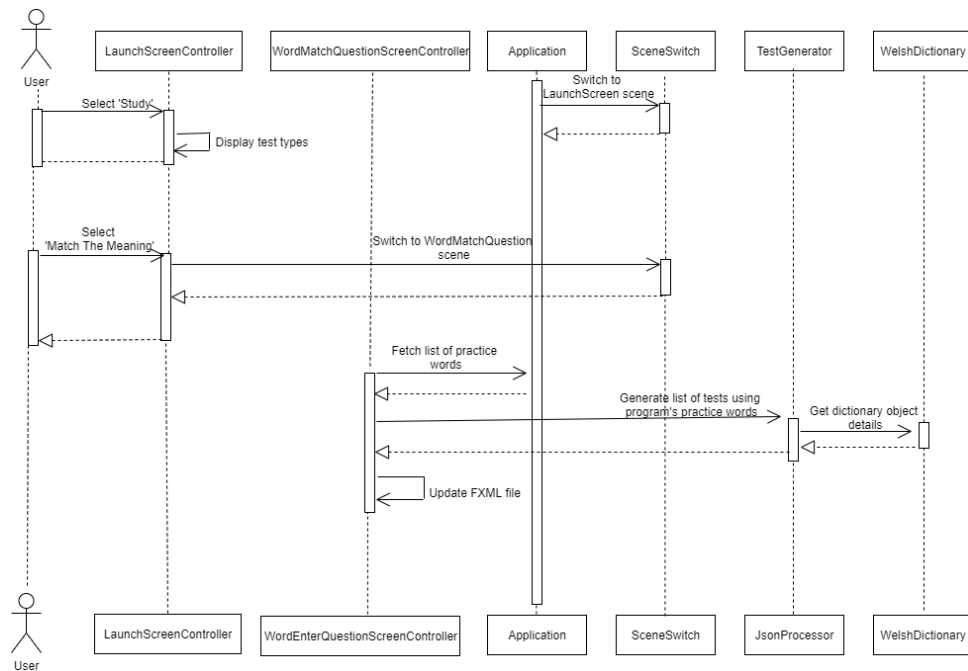 LaunchScreenController
WordMatchQuestionScreenController
Application
SceneSwitch
TestGenerator
WelshDictionary
User
Switch to
LaunchScreen scene
Select 'Study'
Display test types
Select
'Match The Meaning'
Switch to WordMatchQuestion
scene
Fetch list of practice
words
Generate list of tests using
program's practice words
Get dictionary object
details
Update FXML file
LaunchScreenController
WordEnterQuestionScreenController
Application
SceneSwitch
JsonProcessor
WelshDictionary
User